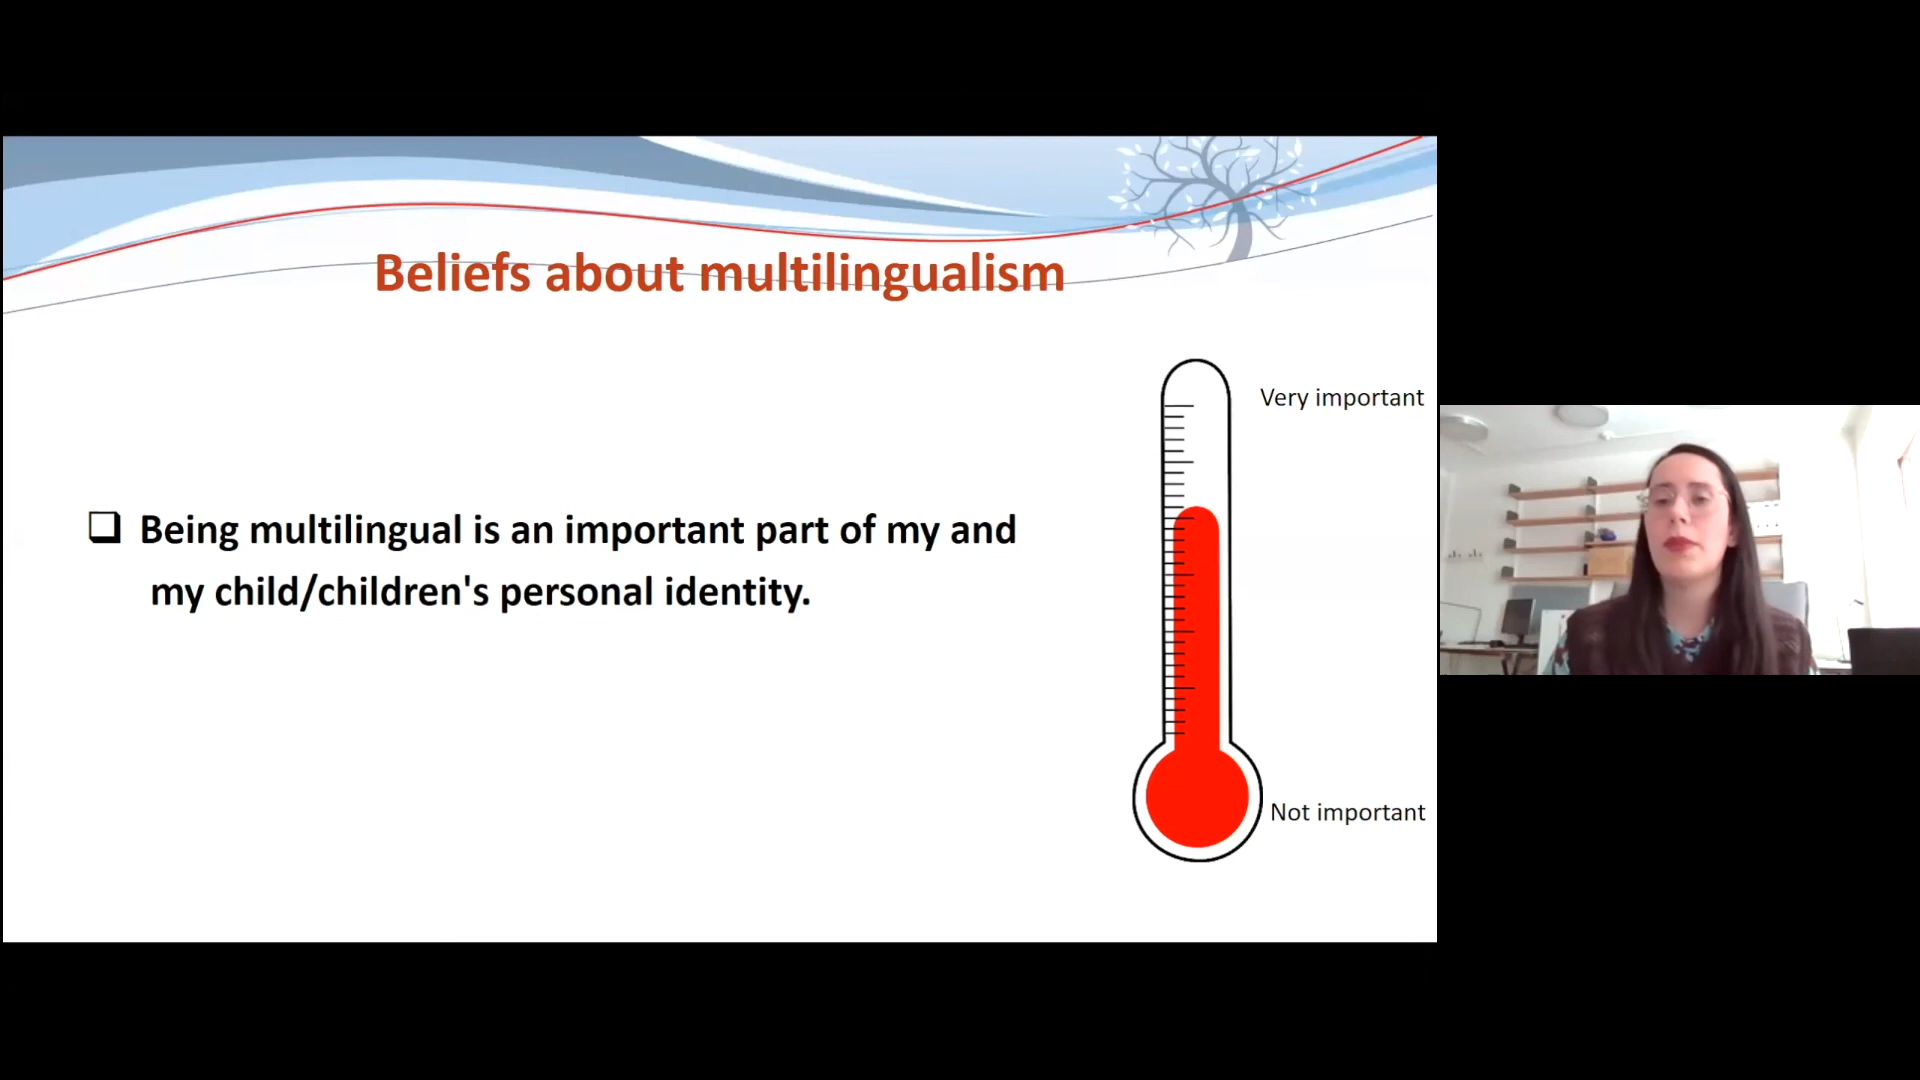 Beliefs about multilingualism
Very important
❑ Being multilingual is an important part of my and
my child/children's personal identity.
Not important